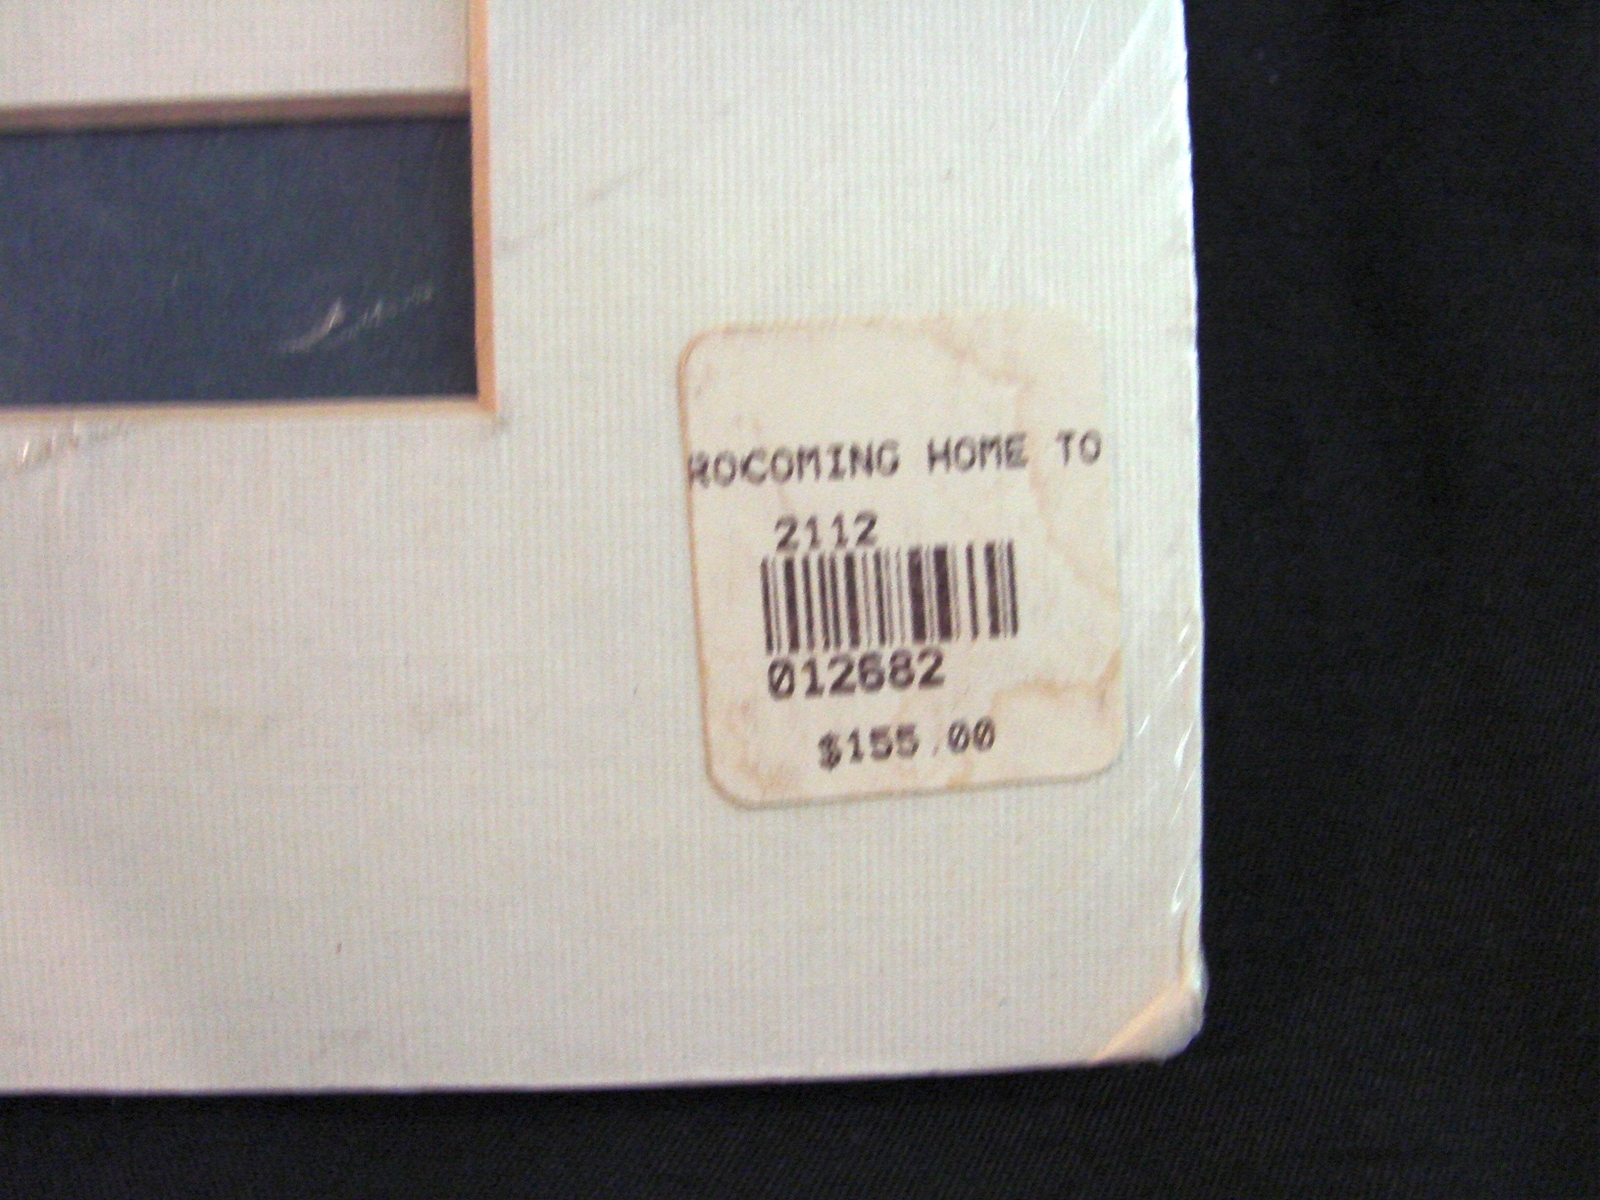 ROCOMING HOME TO
2112
012682
$155.00